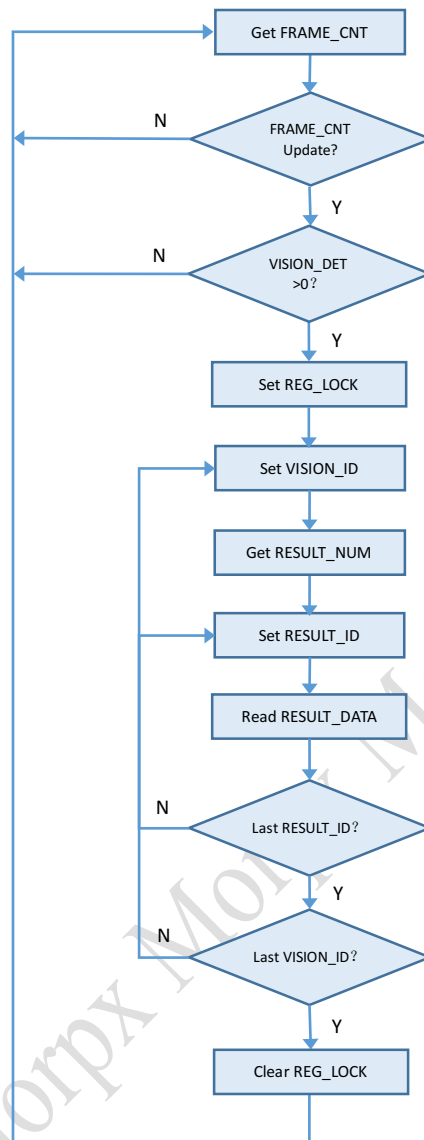 Get FRAME_CNT
N
FRAME_CNT
Update?
Y
N
VISION_DET
>0？
Y
Set REG_LOCK
Set VISION_ID
Get RESULT_NUM
Set RESULT_ID
Read RESULT_DATA
N
Last RESULT_ID？
Y
N
Last VISION_ID？
Y
Clear REG_LOCK
Morpx